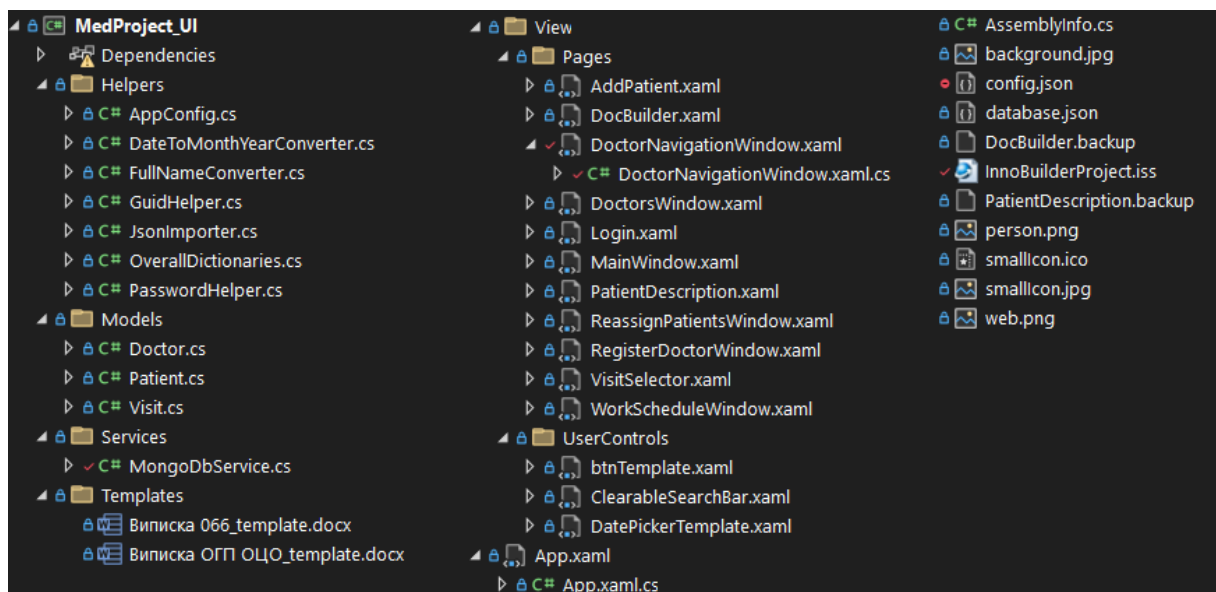 MedProject_UI
Dependencies
Helpers
C# AppConfig.cs
C# DateToMonthYearConverter.cs
C# FullNameConverter.cs
C# GuidHelper.cs
C# JsonImporter.cs
C# OverallDictionaries.cs
C# PasswordHelper.cs
Models
C# Doctor.cs
C# Patient.cs
C# Visit.cs
Services
C# MongoDbService.cs
Templates
Виписка 066_template.docx
Виписка ОГП ОЦО_template.docx
View
Pages
AddPatient.xaml
DocBuilder.xaml
DoctorNavigationWindow.xaml
C# DoctorNavigationWindow.xaml.cs
DoctorsWindow.xaml
Login.xaml
MainWindow.xaml
PatientDescription.xaml
ReassignPatientsWindow.xaml
RegisterDoctorWindow.xaml
VisitSelector.xaml
WorkScheduleWindow.xaml
UserControls
btnTemplate.xaml
ClearableSearchBar.xaml
DatePickerTemplate.xaml
App.xaml
C# App.xaml.cs
C# AssemblyInfo.cs
background.jpg
config.json
database.json
DocBuilder.backup
InnoBuilderProject.iss
PatientDescription.backup
person.png
smallIcon.ico
smallIcon.jpg
web.png